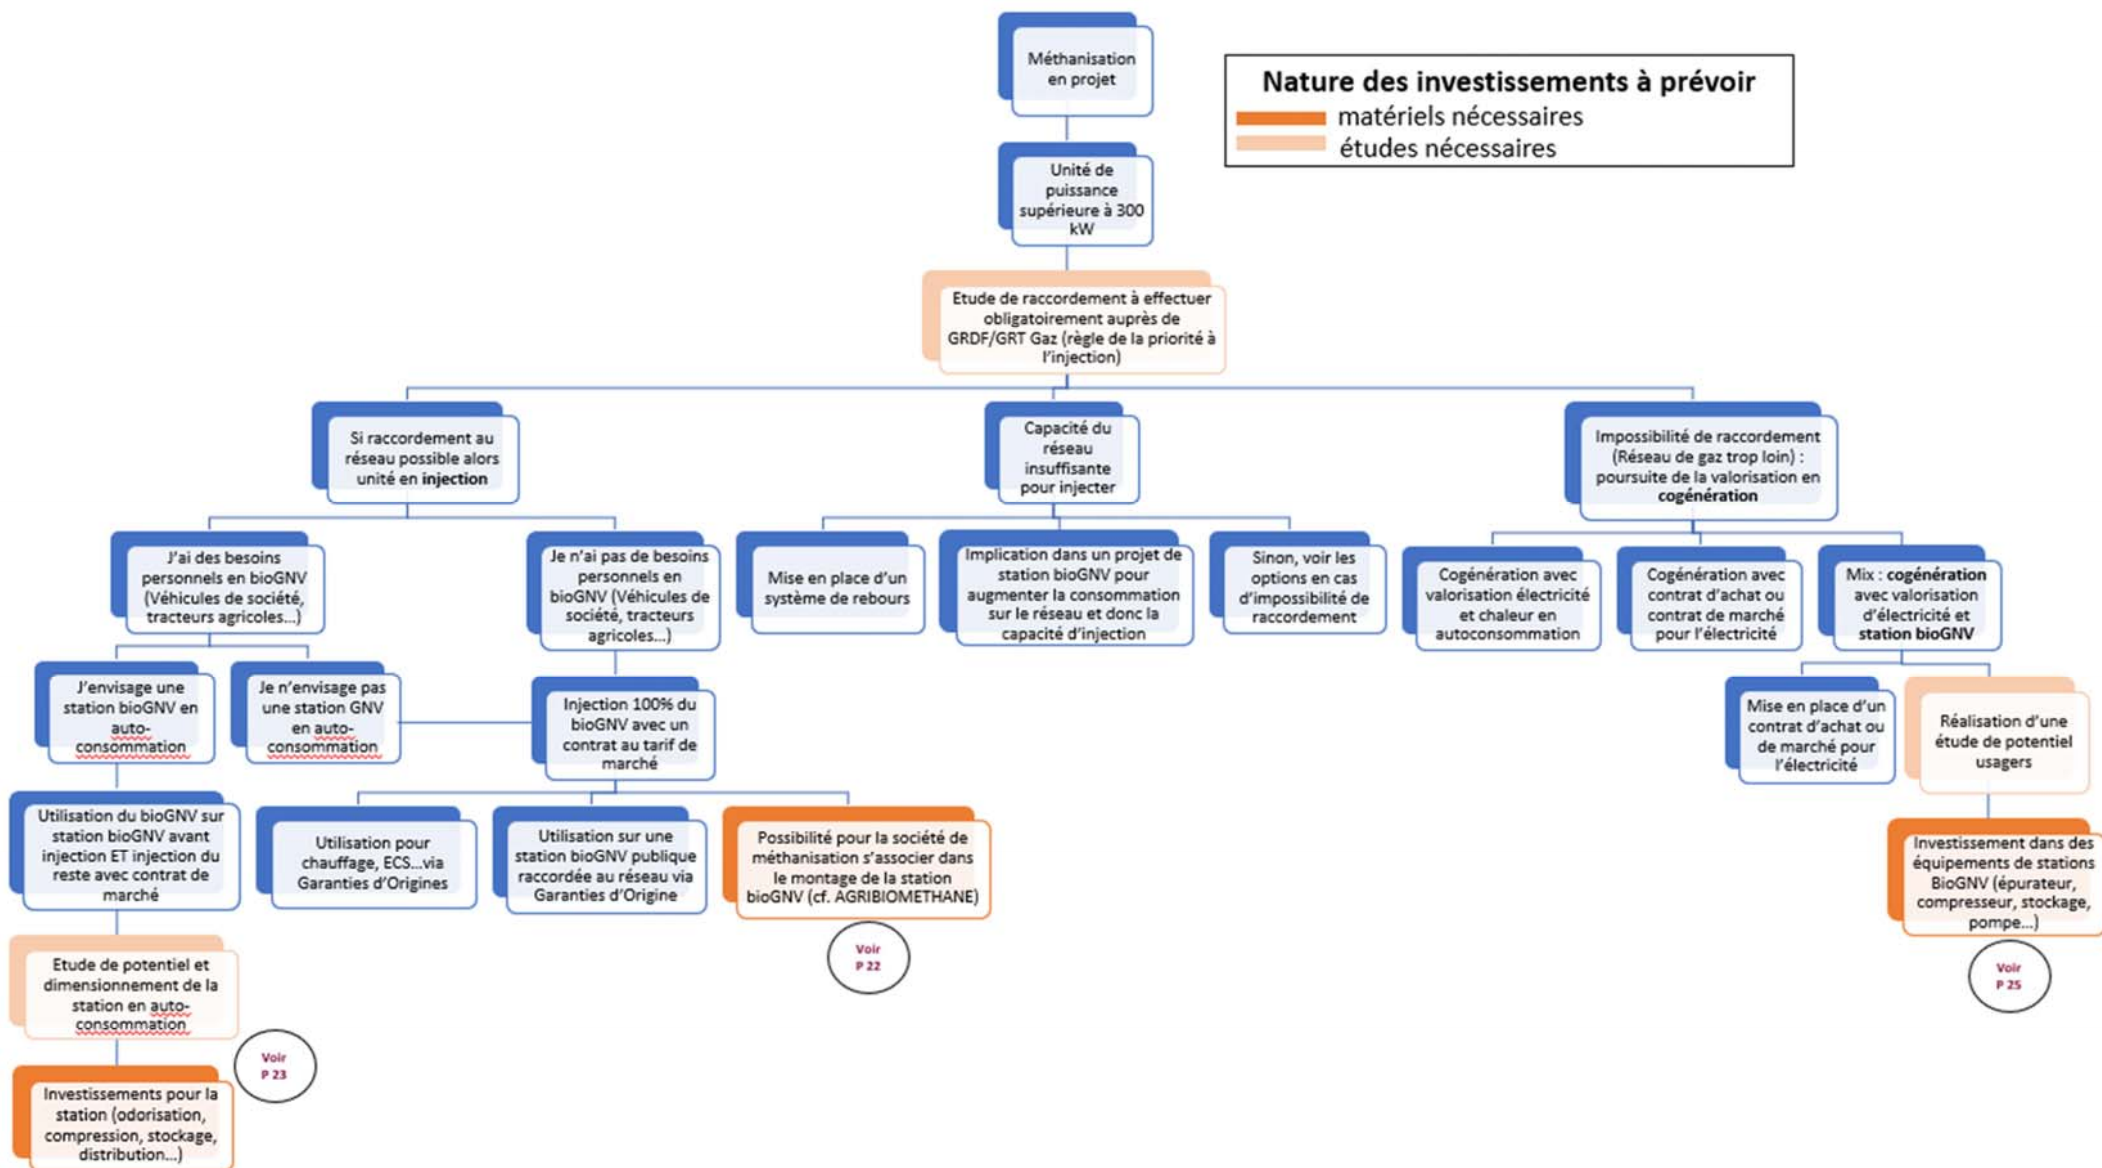 Méthanisation
en projet
Nature des investissements à prévoir
matériels nécessaires
études nécessaires
Unité de
puissance
supérieure à 300
kW
Etude de raccordement à effectuer
obligatoirement auprès de
GRDF/GRT Gaz (règle de la priorité à
l'injection)
Si raccordement au
réseau possible alors
unité en injection
Capacité du
réseau
insuffisante
pour injecter
Impossibilité de raccordement
(Réseau de gaz trop loin) :
poursuite de la valorisation en
cogénération
J'ai des besoins
personnels en bioGNV
(Véhicules de société,
tracteurs agricoles...)
Je n'ai pas de besoins
personnels en
bioGNV (Véhicules de
société, tracteurs
agricoles...)
Mise en place d'un
système de rebours
Implication dans un projet de
station bioGNV pour
augmenter la consommation
sur le réseau et donc la
capacité d'injection
Sinon, voir les
options en cas
d'impossibilité de
raccordement
Cogénération avec
valorisation électricité
et chaleur en
autoconsommation
Cogénération avec
contrat d'achat ou
contrat de marché
pour l'électricité
Mix : cogénération
avec valorisation
d'électricité et
station bioGNV
J'envisage une
station bioGNV en
auto-
consommation
Je n'envisage pas
une station GNV
en auto-
consommation
Injection 100% du
bioGNV avec un
contrat au tarif de
marché
Mise en place d'un
contrat d'achat ou
de marché pour
l'électricité
Réalisation d'une
étude de potentiel
usagers
Utilisation du bioGNV sur
station bioGNV avant
injection ET injection du
reste avec contrat de
marché
Utilisation pour
chauffage, ECS...via
Garanties d'Origines
Utilisation sur une
station bioGNV publique
raccordée au réseau via
Garanties d'Origine
Possibilité pour la société de
méthanisation s'associer dans
le montage de la station
bioGNV (cf. AGRIBIOMETHANE)
Voir
P 22
Investissement dans des
équipements de stations
BioGNV (épurateur,
compresseur, stockage,
pompe...)
Voir
P 25
Etude de potentiel et
dimensionnement de la
station en auto-
consommation
Voir
P 23
Investissements pour la
station (odorisation,
compression, stockage,
distribution...)